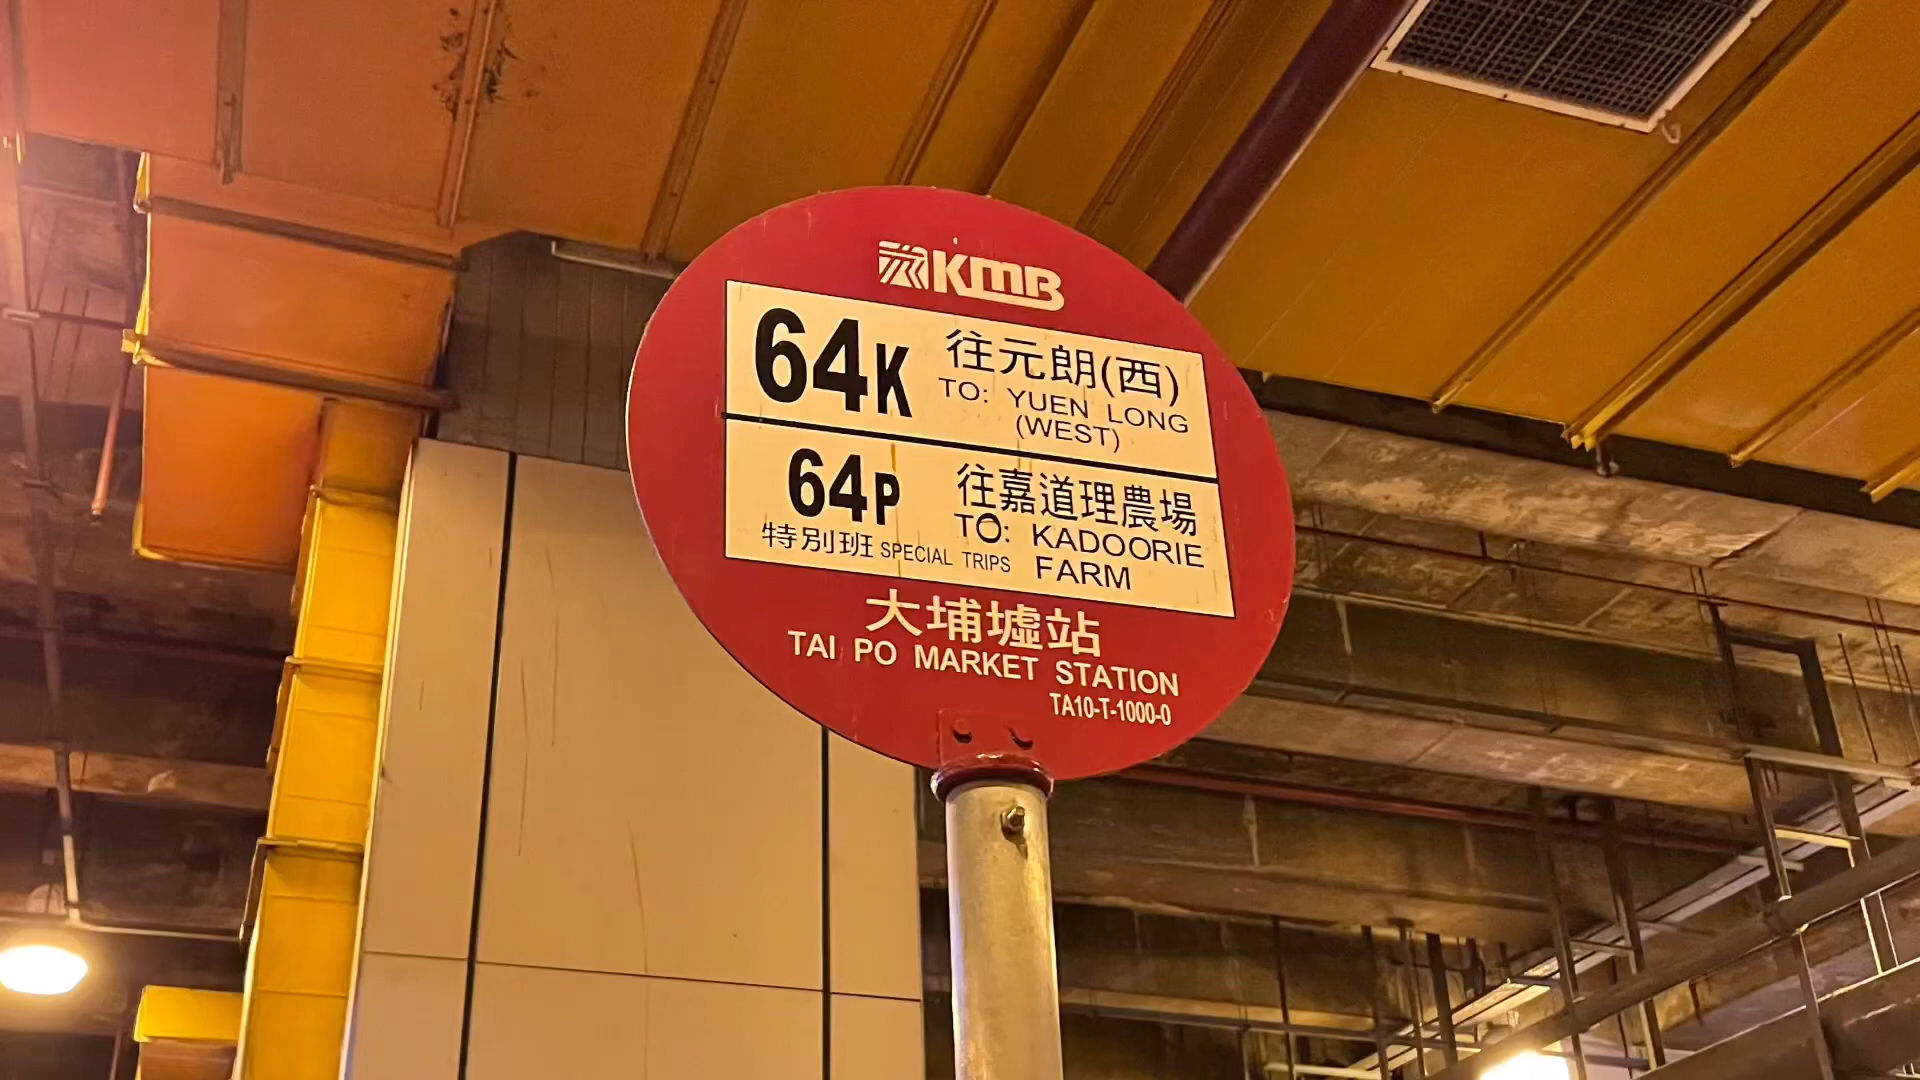 KMB
64K 往元朗(西)
TO: YUEN LONG
(WEST)
64P 往嘉道理農場
TO: KADOORIE
特別班 SPECIAL TRIPS FARM
大埔墟站
TAI PO MARKET STATION
TA10-T-1000-0